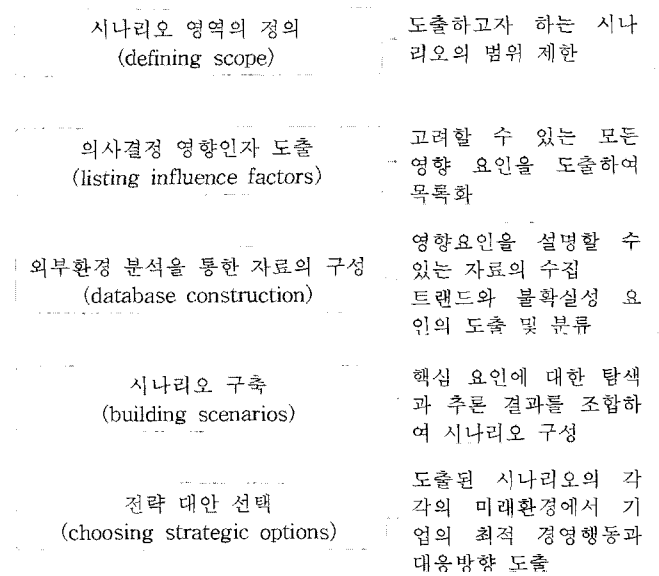 시나리오 영역의 정의
(defining scope)
도출하고자 하는 시나
리오의 범위 제한
의사결정 영향인자 도출
(listing influence factors)
고려할 수 있는 모든
영향 요인을 도출하여
목록화
외부환경 분석을 통한 자료의 구성
(database construction)
영향요인을 설명할 수
있는 자료의 수집
트랜드와 불확실성 요
인의 도출 및 분류
시나리오 구축
(building scenarios)
핵심 요인에 대한 탐색
과 추론 결과를 조합하
여 시나리오 구성
전략 대안 선택
(choosing strategic options)
도출된 시나리오의 각
각의 미래환경에서 기
업의 최적 경영행동과
대응방향 도출